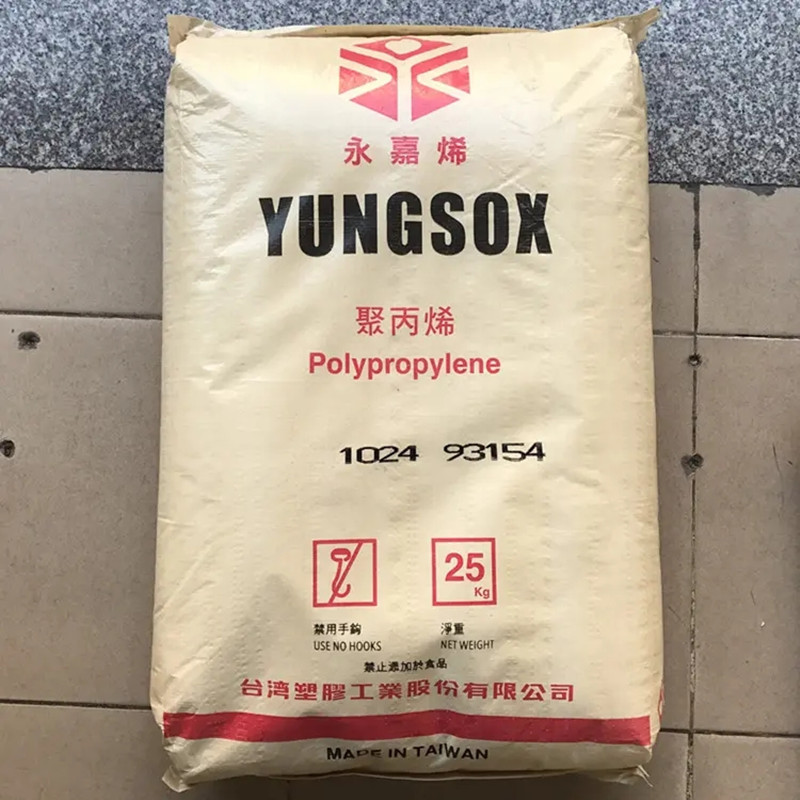 永嘉烯
YUNGSOX
聚丙烯
Polypropylene
1024 93154
25
Kg
禁用手鈎 淨重
USE NO HOOKS NET WEIGHT
禁止添加於食品
台湾塑膠工業股份有限公司
MADE IN TAIWAN